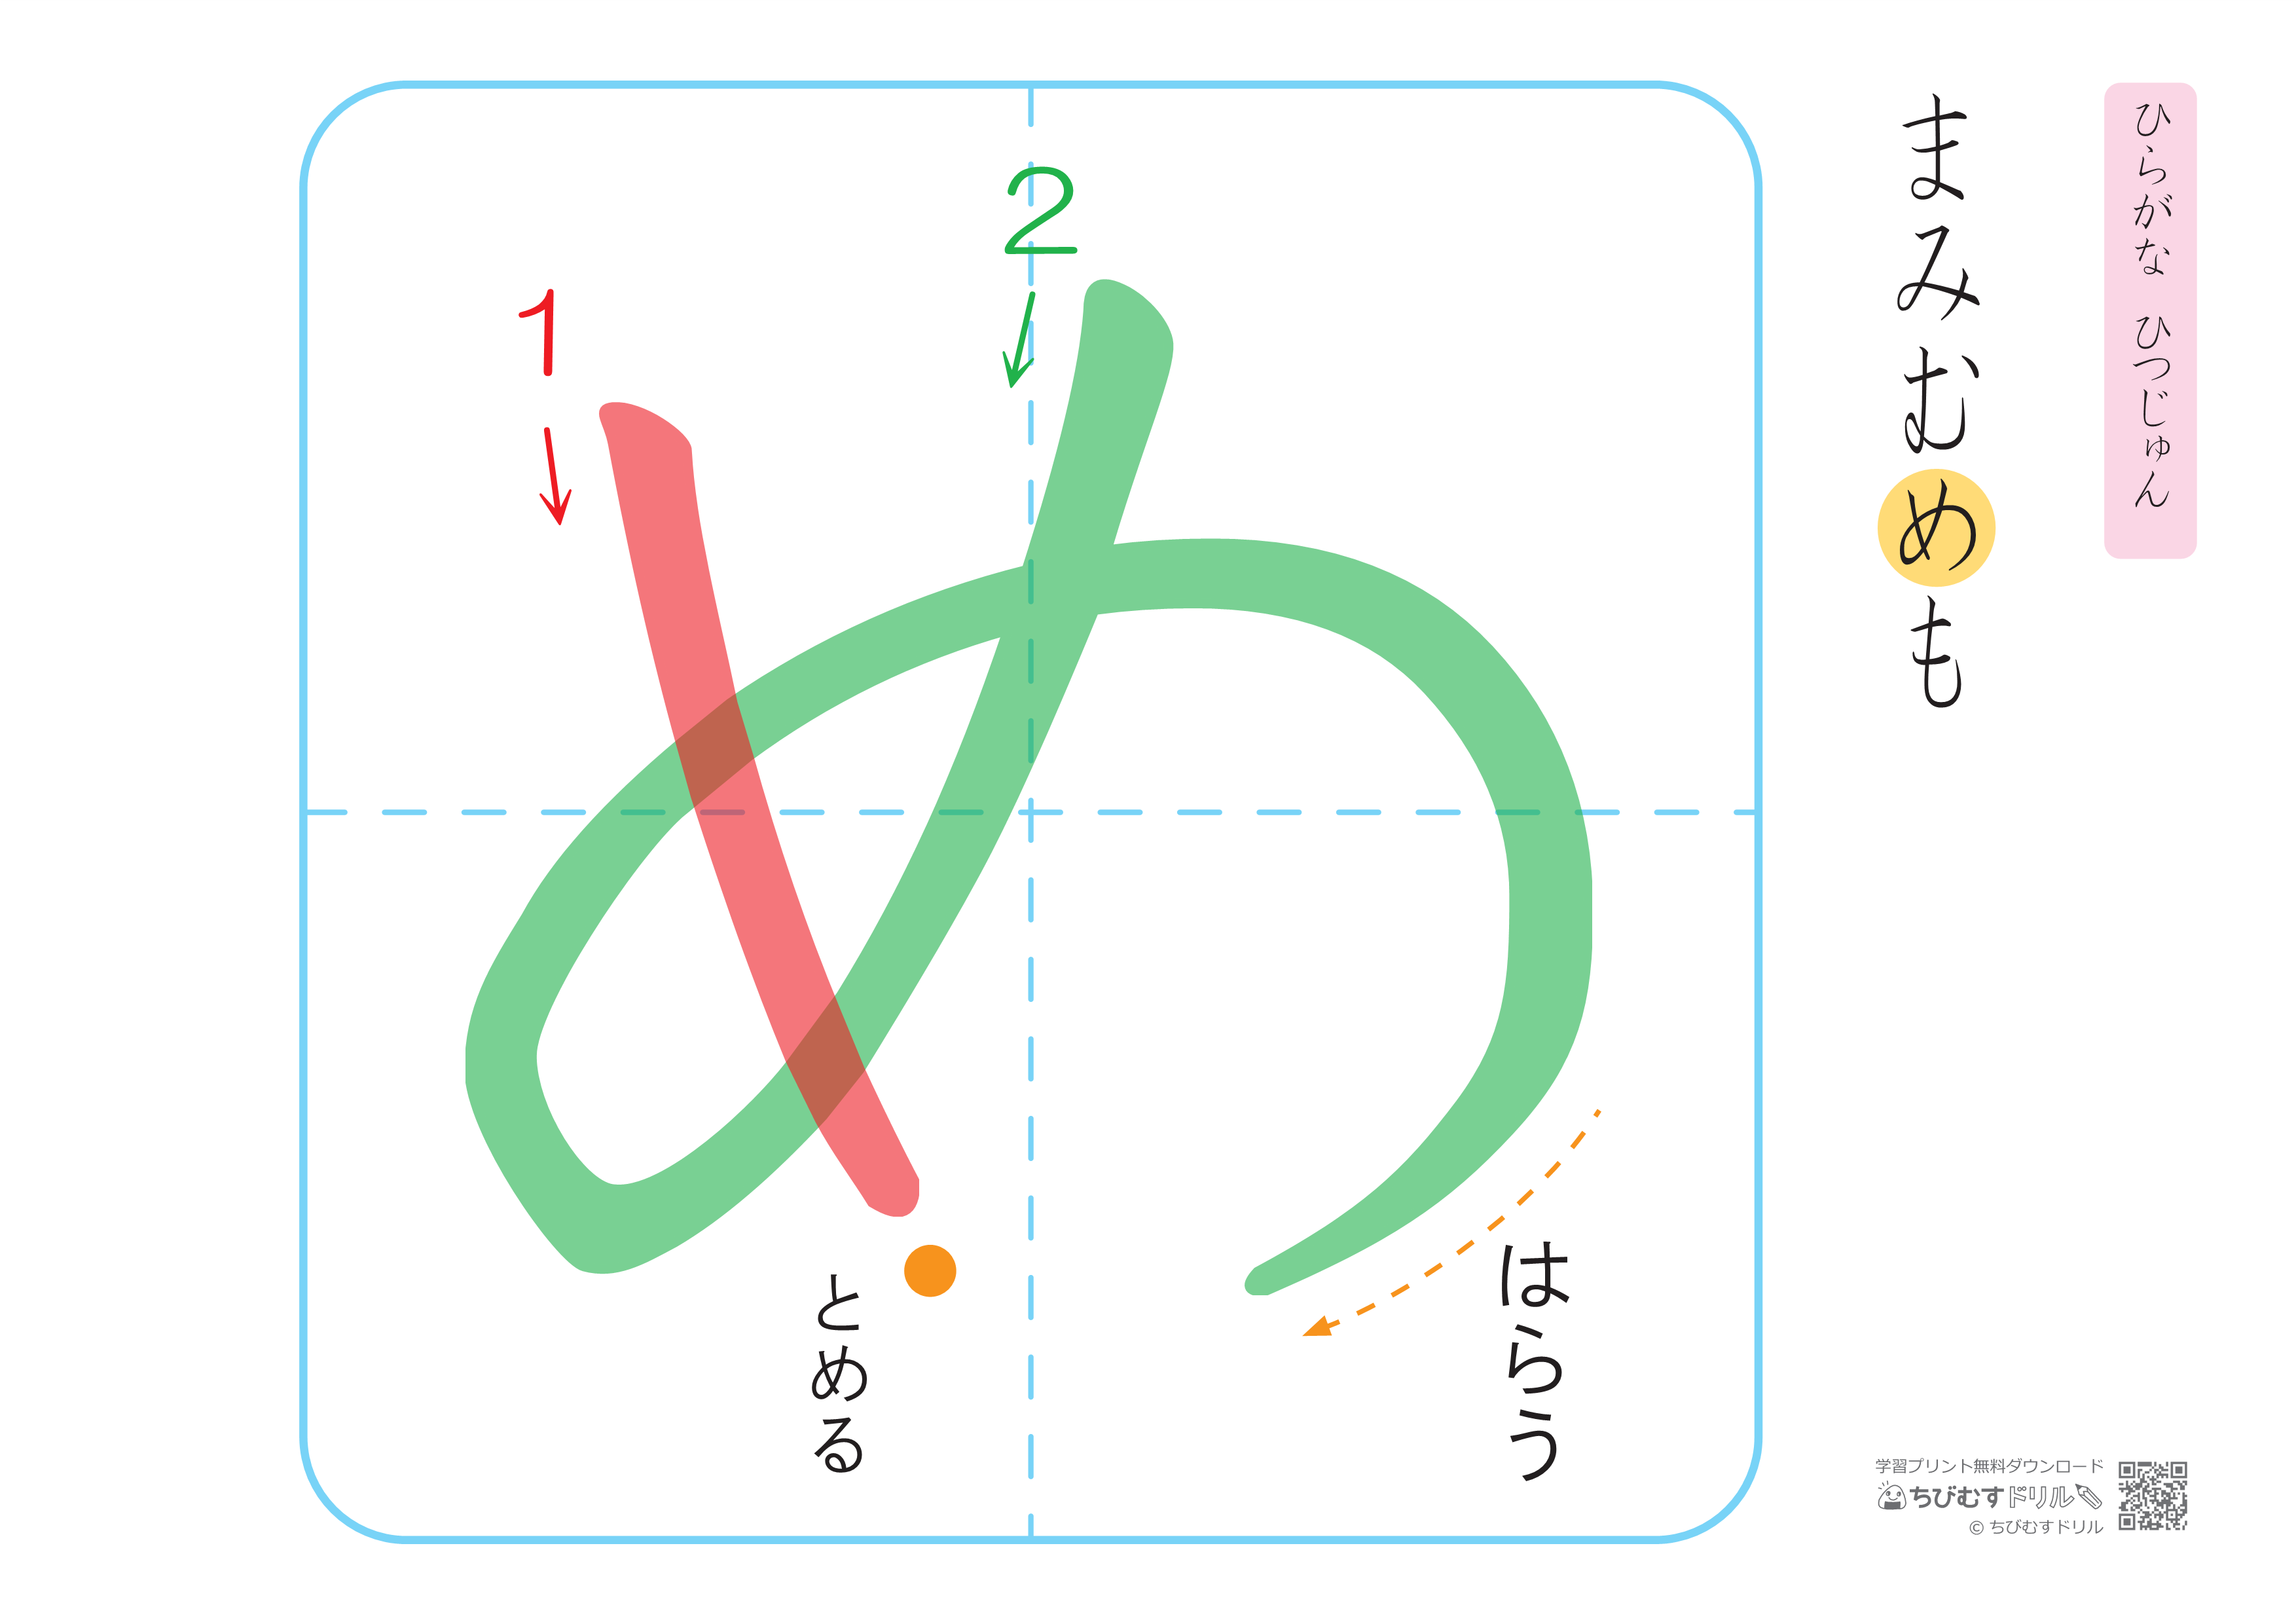 ひらがな ひつじゅん
まみむめも
1
2
はらう
とめる
学習プリント無料ダウンロード
ちびむすドリル
© ちびむすドリル